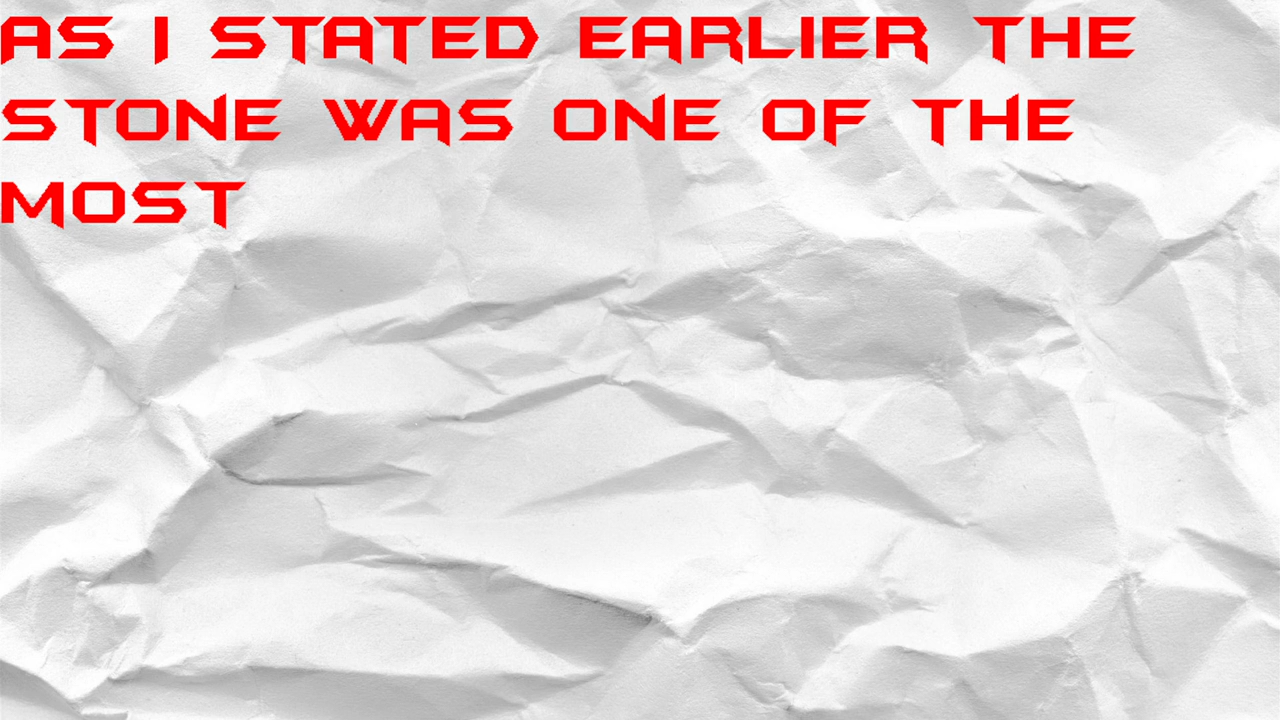 AS I STATED EARLIER THE
STONE WAS ONE OF THE
MOST